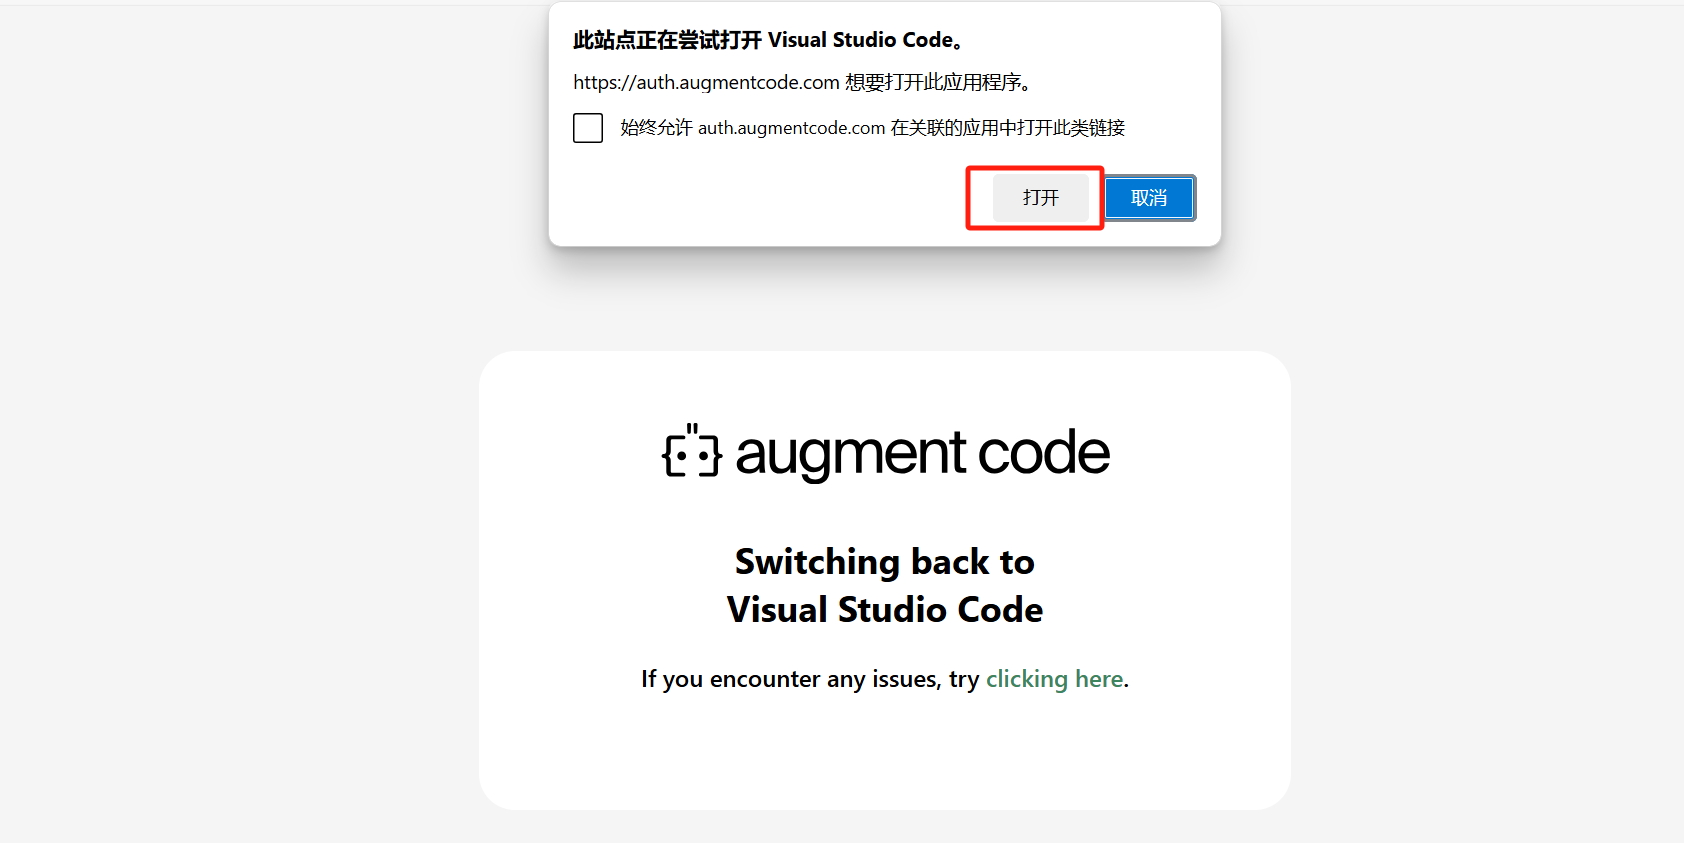 此站点正在尝试打开 Visual Studio Code。
https://auth.augmentcode.com 想要打开此应用程序。
始终允许 auth.augmentcode.com 在关联的应用中打开此类链接
打开 取消
augment code
Switching back to
Visual Studio Code
If you encounter any issues, try clicking here.